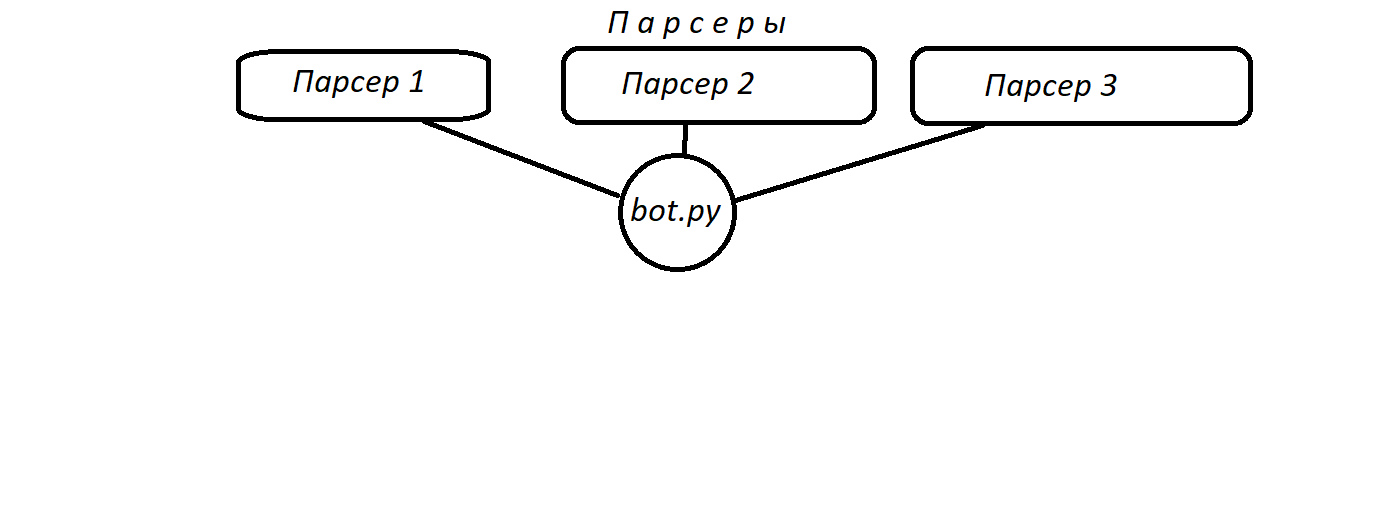 П а р с е р ы
Парсер 1
Парсер 2
Парсер 3
bot.py